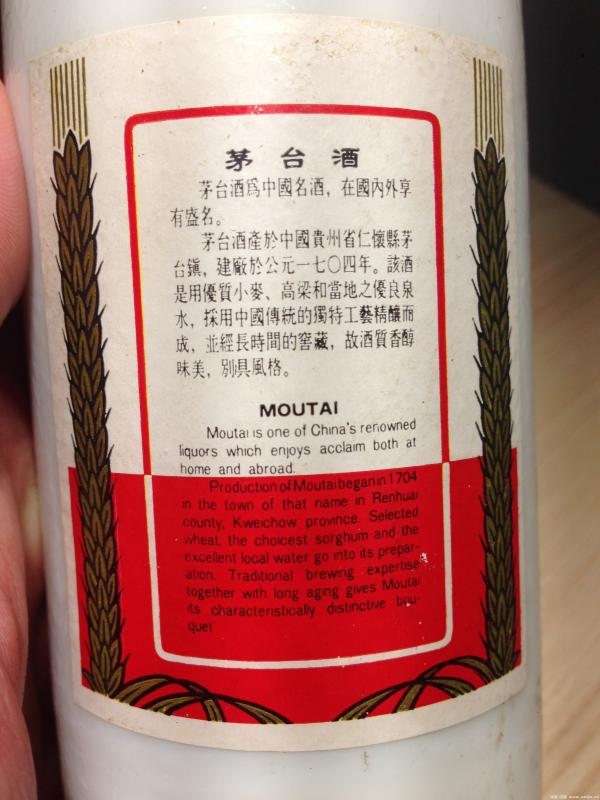 茅台酒
茅台酒爲中國名酒，在國內外享
有盛名。
茅台酒產於中國貴州省仁懷縣茅
台鎮，建廠於公元一七〇四年。該酒
是用優質小麥、高梁和當地之優良泉
水，採用中國傳統的獨特工藝精釀而
成，並經長時間的窖藏，故酒質香醇
味美，別具風格。
MOUTAI
Moutai is one of China's renowned
liquors which enjoys acclaim both at
home and abroad.
Production of Moutai began in 1704
in the town of that name in Renhuai
county, Kweichow province. Selected
wheat, the choicest sorghum and the
excellent local water go into its prepar-
ation. Traditional brewing expertise
together with long aging gives Moutai
its characteristically distinctive bou-
quet